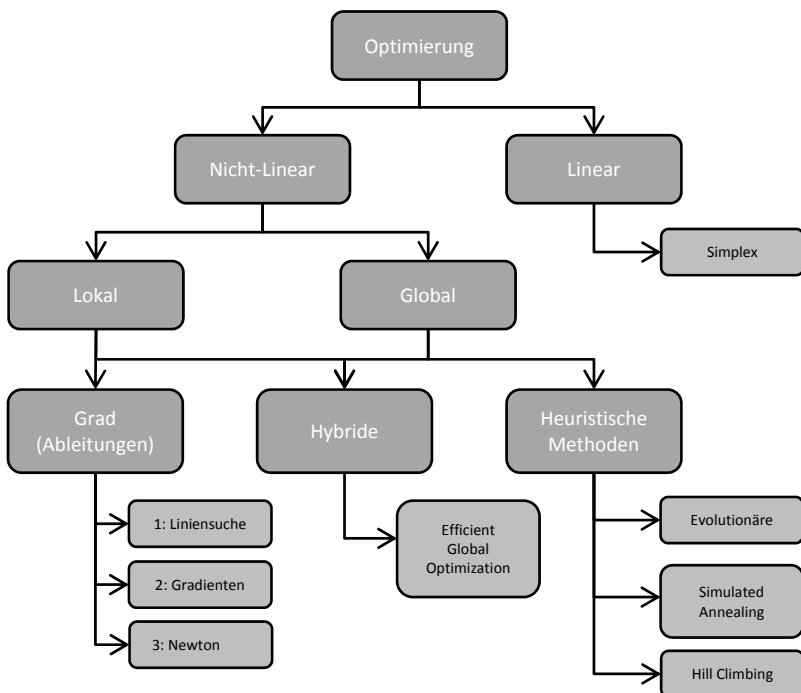 Optimierung
Nicht-Linear
Linear
Simplex
Lokal
Global
Grad
(Ableitungen)
Hybride
Heuristische
Methoden
1: Liniensuche
2: Gradienten
3: Newton
Efficient
Global
Optimization
Evolutionäre
Simulated
Annealing
Hill Climbing